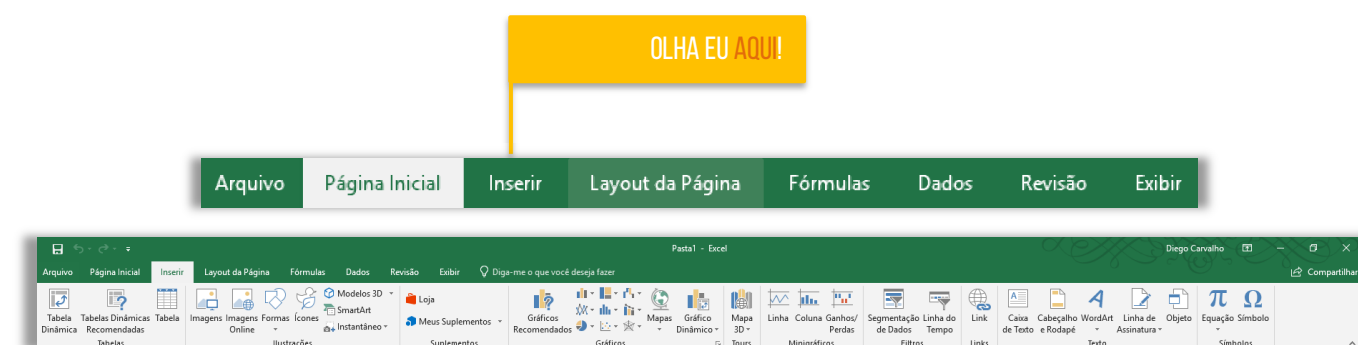 OLHA EU AQUI!
Arquivo Página Inicial Inserir Layout da Página Fórmulas Dados Revisão Exibir
Pasta1 - Excel Diego Carvalho
Arquivo Página Inicial Inserir Layout da Página Fórmulas Dados Revisão Exibir Diga-me o que você deseja fazer Compartilhar
Tabela Dinâmica
Tabelas Dinâmicas Recomendadas
Tabela
Tabelas
Imagens
Imagens Online
Formas
Ícones
Modelos 3D
SmartArt
Instantâneo
Ilustrações
Loja
Meus Suplementos
Suplementos
Gráficos Recomendados
Mapas
Gráfico Dinâmico
Gráficos
Mapa 3D
Tours
Linha
Coluna
Ganhos/ Perdas
Minigráficos
Segmentação de Dados
Linha do Tempo
Filtros
Link
Links
Caixa de Texto
Cabeçalho e Rodapé
WordArt
Linha de Assinatura
Objeto
Texto
Equação
Símbolo
Símbolos